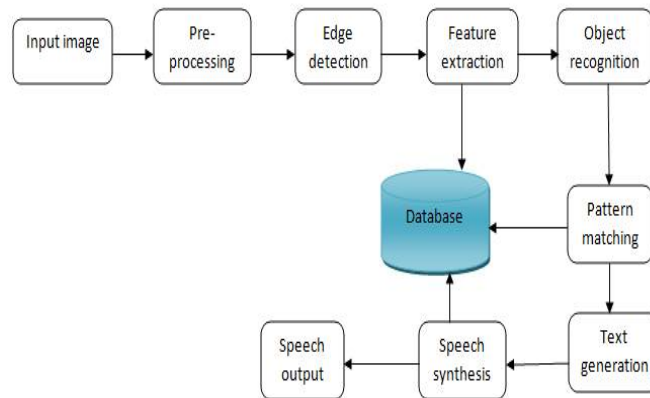 Input image
Pre-
processing
Edge
detection
Feature
extraction
Object
recognition
Database
Pattern
matching
Speech
output
Speech
synthesis
Text
generation